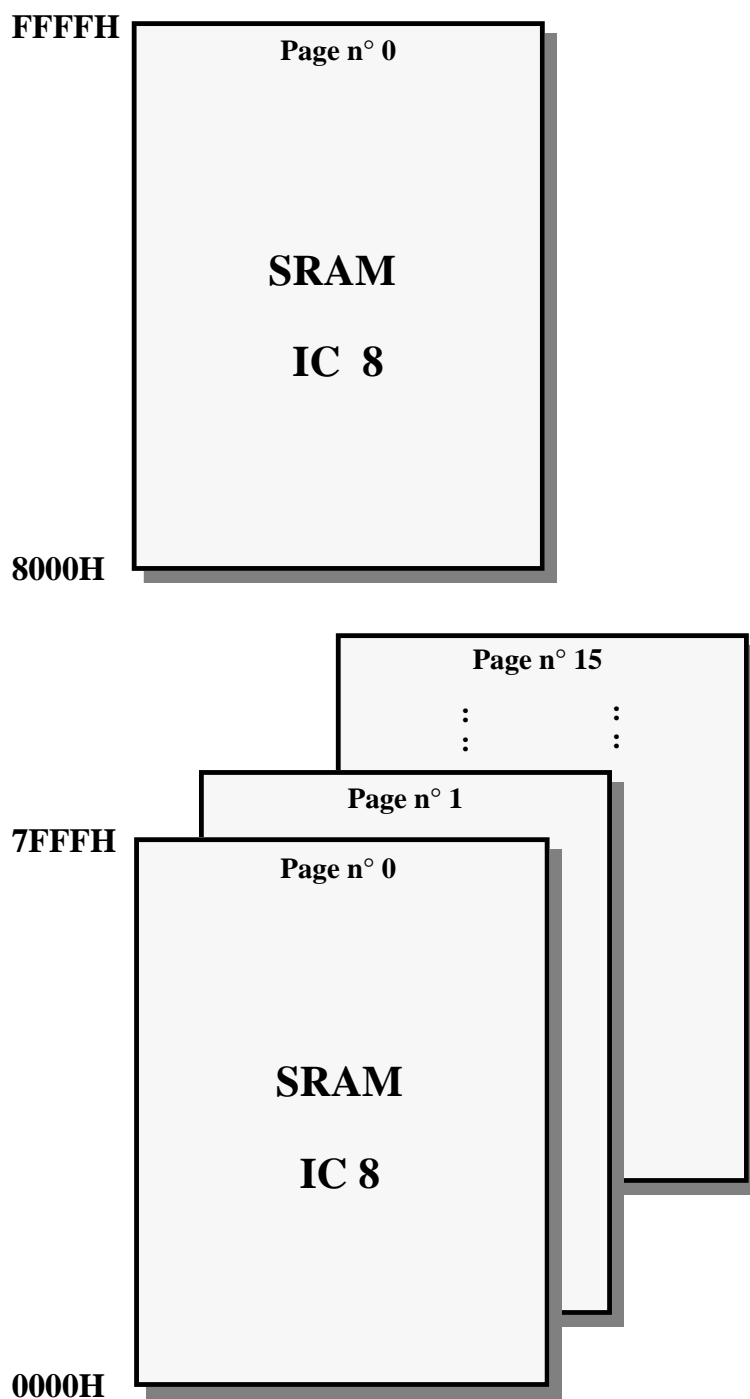 FFFFH
Page n° 0
SRAM
IC 8
8000H
Page n° 15
: :
: :
Page n° 1
7FFFH
Page n° 0
SRAM
IC 8
0000H